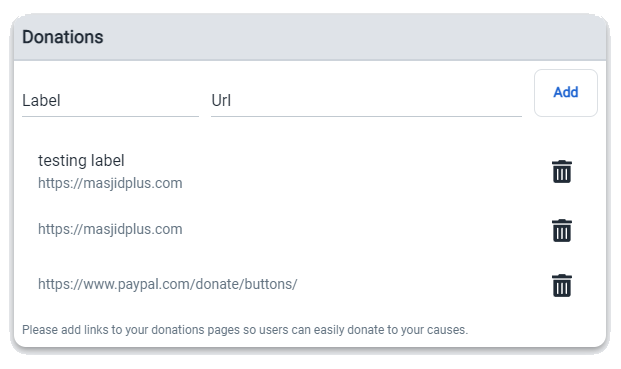 Donations
Label
Url
Add
testing label
https://masjidplus.com
https://masjidplus.com
https://www.paypal.com/donate/buttons/
Please add links to your donations pages so users can easily donate to your causes.